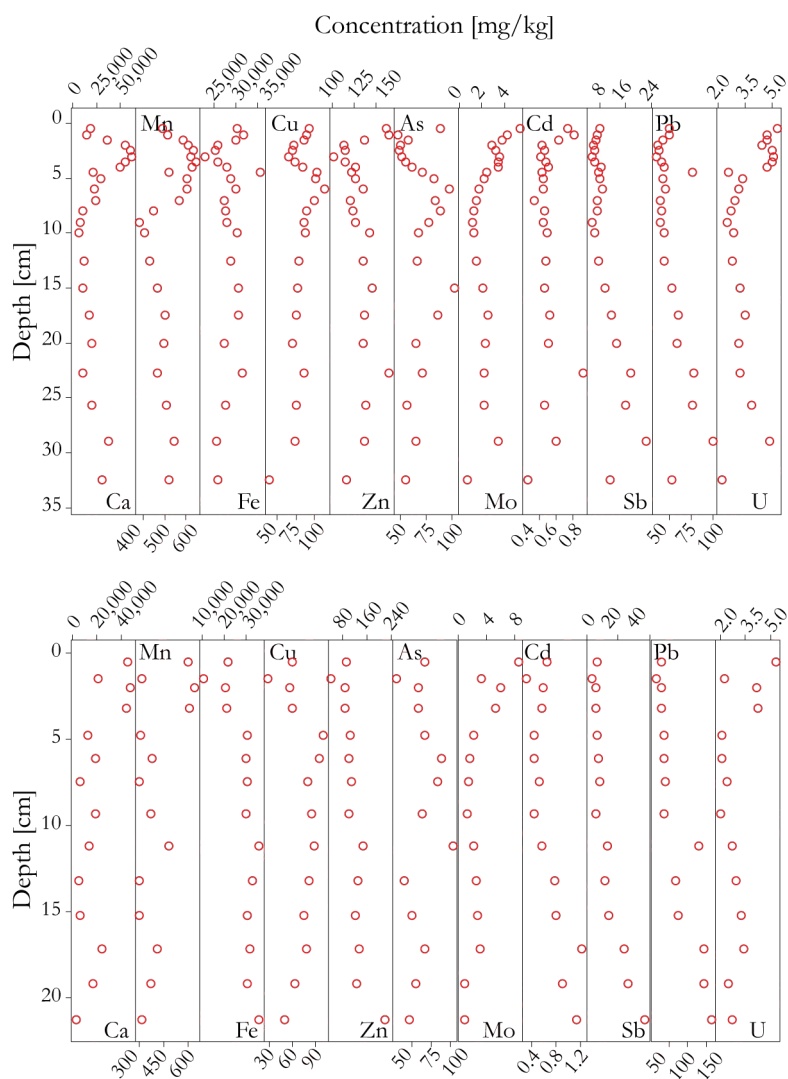 Concentration [mg/kg]
0 25,000 50,000 25,000 30,000 35,000 100 125 150 0 2 4 8 16 24 2.0 3.5 5.0
Mn Cu As Cd Pb
0
5
10
15
20
25
30
35
Depth [cm]
Ca Fe Zn Mo Sb U
400 500 600 50 75 100 50 75 100 0.4 0.6 0.8 50 75 100
0 20,000 40,000 10,000 20,000 30,000 80 160 240 0 4 8 0 20 40 2.0 3.5 5.0
Mn Cu As Cd Pb
0
5
10
15
20
Depth [cm]
Ca Fe Zn Mo Sb U
300 450 600 30 60 90 50 75 100 0.4 0.8 1.2 50 100 150